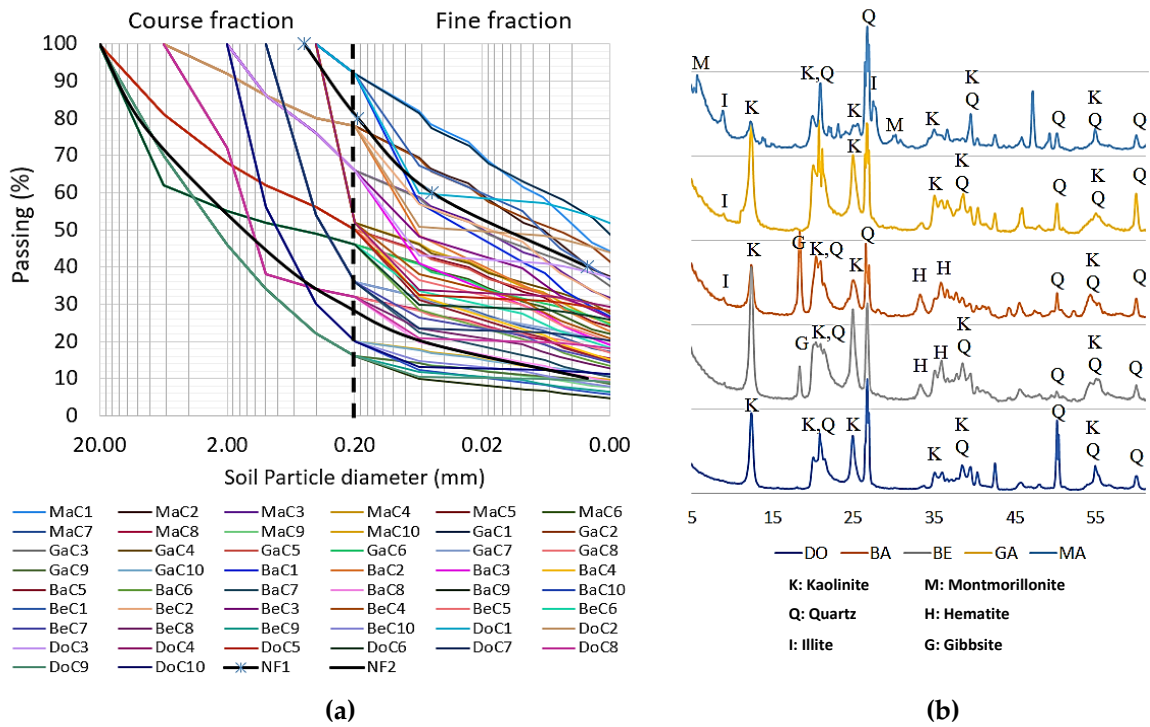 (a)
Course fraction Fine fraction
Passing (%)
100
90
80
70
60
50
40
30
20
10
0
20.00 2.00 0.20 0.02 0.00
Soil Particle diameter (mm)
MaC1 MaC2 MaC3 MaC4 MaC5 MaC6
MaC7 MaC8 MaC9 MaC10 GaC1 GaC2
GaC3 GaC4 GaC5 GaC6 GaC7 GaC8
GaC9 GaC10 BaC1 BaC2 BaC3 BaC4
BaC5 BaC6 BaC7 BaC8 BaC9 BaC10
BeC1 BeC2 BeC3 BeC4 BeC5 BeC6
BeC7 BeC8 BeC9 BeC10 DoC1 DoC2
DoC3 DoC4 DoC5 DoC6 DoC7 DoC8
DoC9 DoC10 NF1 NF2
(a)
Q
M K,Q I K
I K K K Q K
M Q Q Q
K K K
K Q Q Q
I Q
G Q
K K,Q K H H K
I Q Q Q
K
G K,Q Q K
H H Q Q Q
K K,Q K K Q K
K Q Q Q
5 15 25 35 45 55
DO BA BE GA MA
K: Kaolinite M: Montmorillonite
Q: Quartz H: Hematite
I: Illite G: Gibbsite
(b)